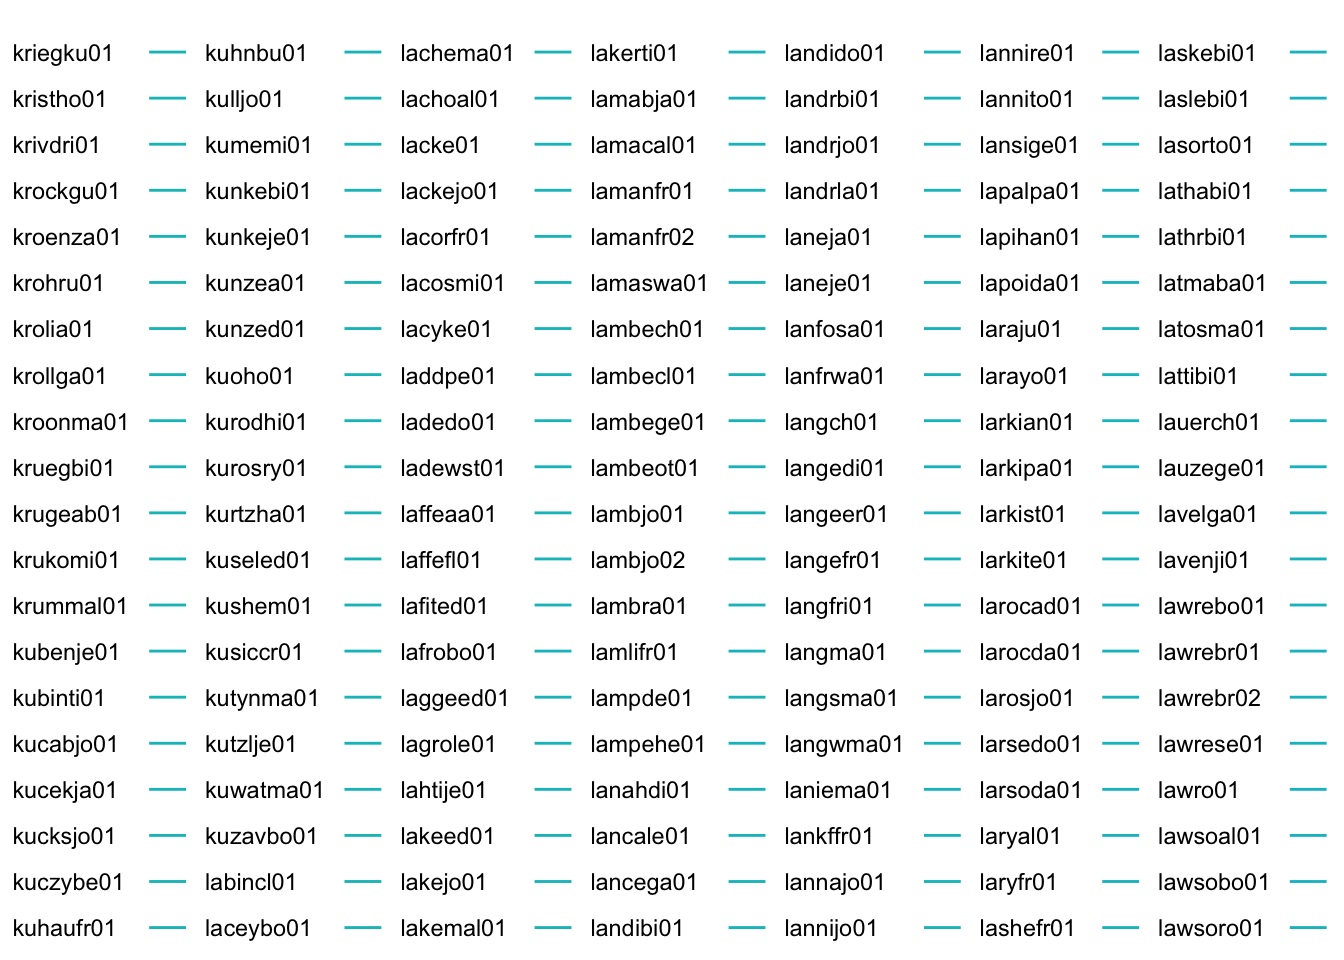 kriegku01 kuhnbu01 lachema01 lakerti01 landido01 lannire01 laskebi01
kristho01 kulljo01 lachoal01 lamabja01 landrbi01 lannito01 laslebi01
krivdri01 kumemi01 lacke01 lamacal01 landrjo01 lansige01 lasorto01
krockgu01 kunkebi01 lackejo01 lamanfr01 landrla01 lapalpa01 lathabi01
kroenza01 kunkeje01 lacorfr01 lamanfr02 laneja01 lapihan01 lathrbi01
krohru01 kunzea01 lacosmi01 lamaswa01 laneje01 lapoida01 latmaba01
krolia01 kunzed01 lacyke01 lambech01 lanfosa01 laraju01 latosma01
krollga01 kuoho01 laddpe01 lambecl01 lanfrwa01 larayo01 lattibi01
kroonma01 kurodhi01 ladedo01 lambege01 langch01 larkian01 lauerch01
kruegbi01 kurosry01 ladewst01 lambeot01 langedi01 larkipa01 lauzege01
krugeab01 kurtzha01 laffeaa01 lambjo01 langeer01 larkist01 lavelga01
krukomi01 kuseled01 laffefl01 lambjo02 langefr01 larkite01 lavenji01
krummal01 kushem01 lafited01 lambra01 langfri01 larocad01 lawrebo01
kubenje01 kusiccr01 lafrobo01 lamlifr01 langma01 larocda01 lawrebr01
kubinti01 kutynma01 laggeed01 lampde01 langsma01 larosjo01 lawrebr02
kucabjo01 kutzlje01 lagrole01 lampehe01 langwma01 larsedo01 lawrese01
kucekja01 kuwatma01 lahtije01 lanahdi01 laniema01 larsoda01 lawro01
kucksjo01 kuzavbo01 lakeed01 lancale01 lankffr01 laryal01 lawsoal01
kuczybe01 labincl01 lakejo01 lancega01 lannajo01 laryfr01 lawsobo01
kuhaufr01 laceybo01 lakemal01 landibi01 lannijo01 lashefr01 lawsoro01